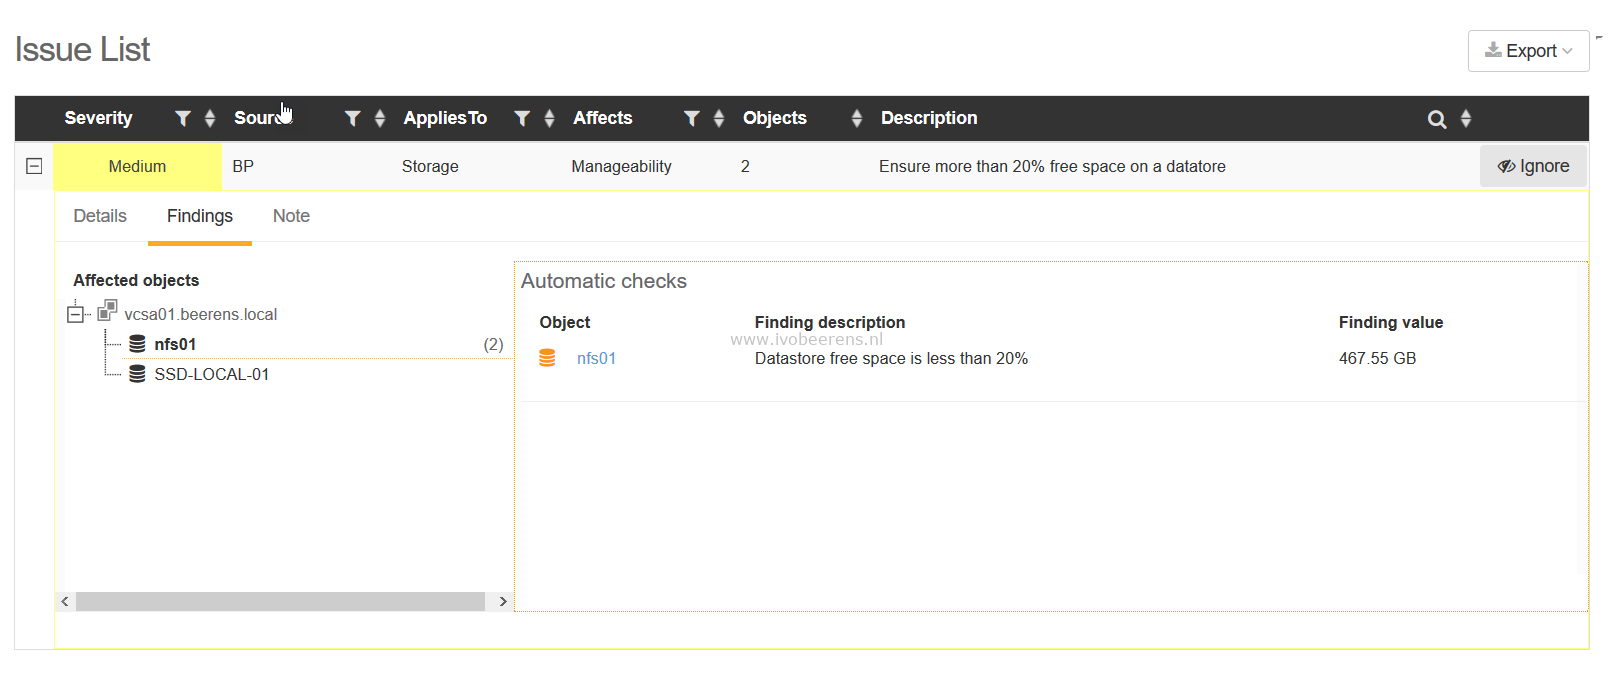 Issue List
Export
Severity Source AppliesTo Affects Objects Description
Medium BP Storage Manageability 2 Ensure more than 20% free space on a datatore Ignore
Details Findings Note
Affected objects
vcsa01.beerens.local
nfs01 (2)
SSD-LOCAL-01
Automatic checks
Object Finding description Finding value
www.ivobeerens.nl
nfs01 Datastore free space is less than 20% 467.55 GB